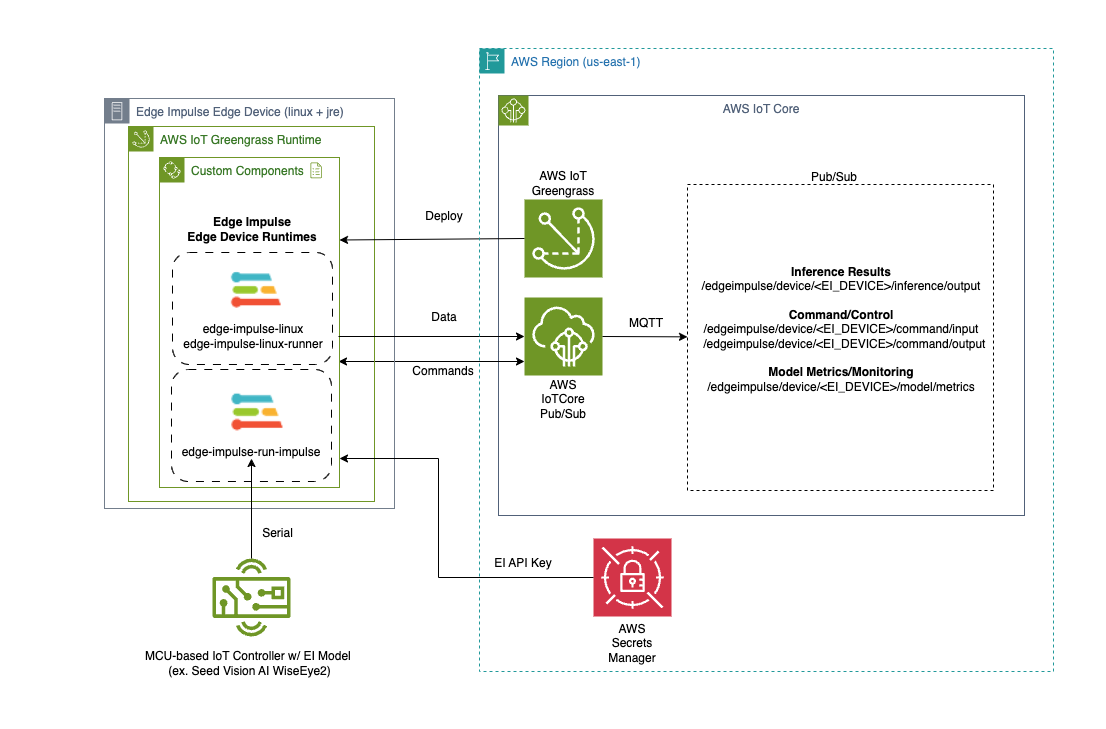 AWS Region (us-east-1)
Edge Impulse Edge Device (linux + jre)
AWS IoT Greengrass Runtime
Custom Components
Edge Impulse
Edge Device Runtimes
edge-impulse-linux
edge-impulse-linux-runner
edge-impulse-run-impulse
Serial
MCU-based IoT Controller w/ EI Model
(ex. Seed Vision AI WiseEye2)
Deploy
Data
Commands
EI API Key
AWS IoT Core
AWS IoT
Greengrass
AWS
IoTCore
Pub/Sub
MQTT
Pub/Sub
Inference Results
/edgeimpulse/device/<EI_DEVICE>/inference/output
Command/Control
/edgeimpulse/device/<EI_DEVICE>/command/input
/edgeimpulse/device/<EI_DEVICE>/command/output
Model Metrics/Monitoring
/edgeimpulse/device/<EI_DEVICE>/model/metrics
AWS
Secrets
Manager